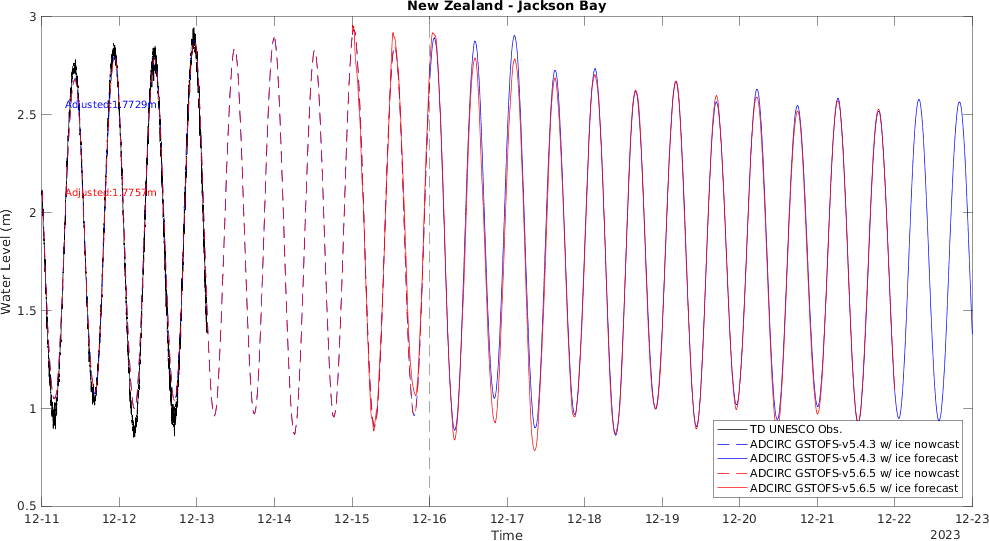 New Zealand - Jackson Bay
3
2.5
2
1.5
1
0.5
Water Level (m)
Adjusted:1.7729m
Adjusted:1.7757m
TD UNESCO Obs.
ADCIRC GSTOFS-v5.4.3 w/ ice nowcast
ADCIRC GSTOFS-v5.4.3 w/ ice forecast
ADCIRC GSTOFS-v5.6.5 w/ ice nowcast
ADCIRC GSTOFS-v5.6.5 w/ ice forecast
12-11 12-12 12-13 12-14 12-15 12-16 12-17 12-18 12-19 12-20 12-21 12-22 12-23
Time
2023